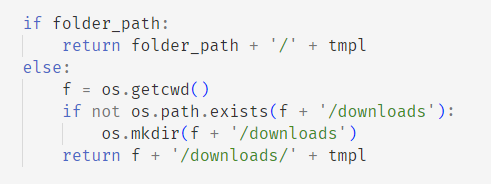 if folder_path:
    return folder_path + '/' + tmpl
else:
    f = os.getcwd()
    if not os.path.exists(f + '/downloads'):
        os.mkdir(f + '/downloads')
    return f + '/downloads/' + tmpl